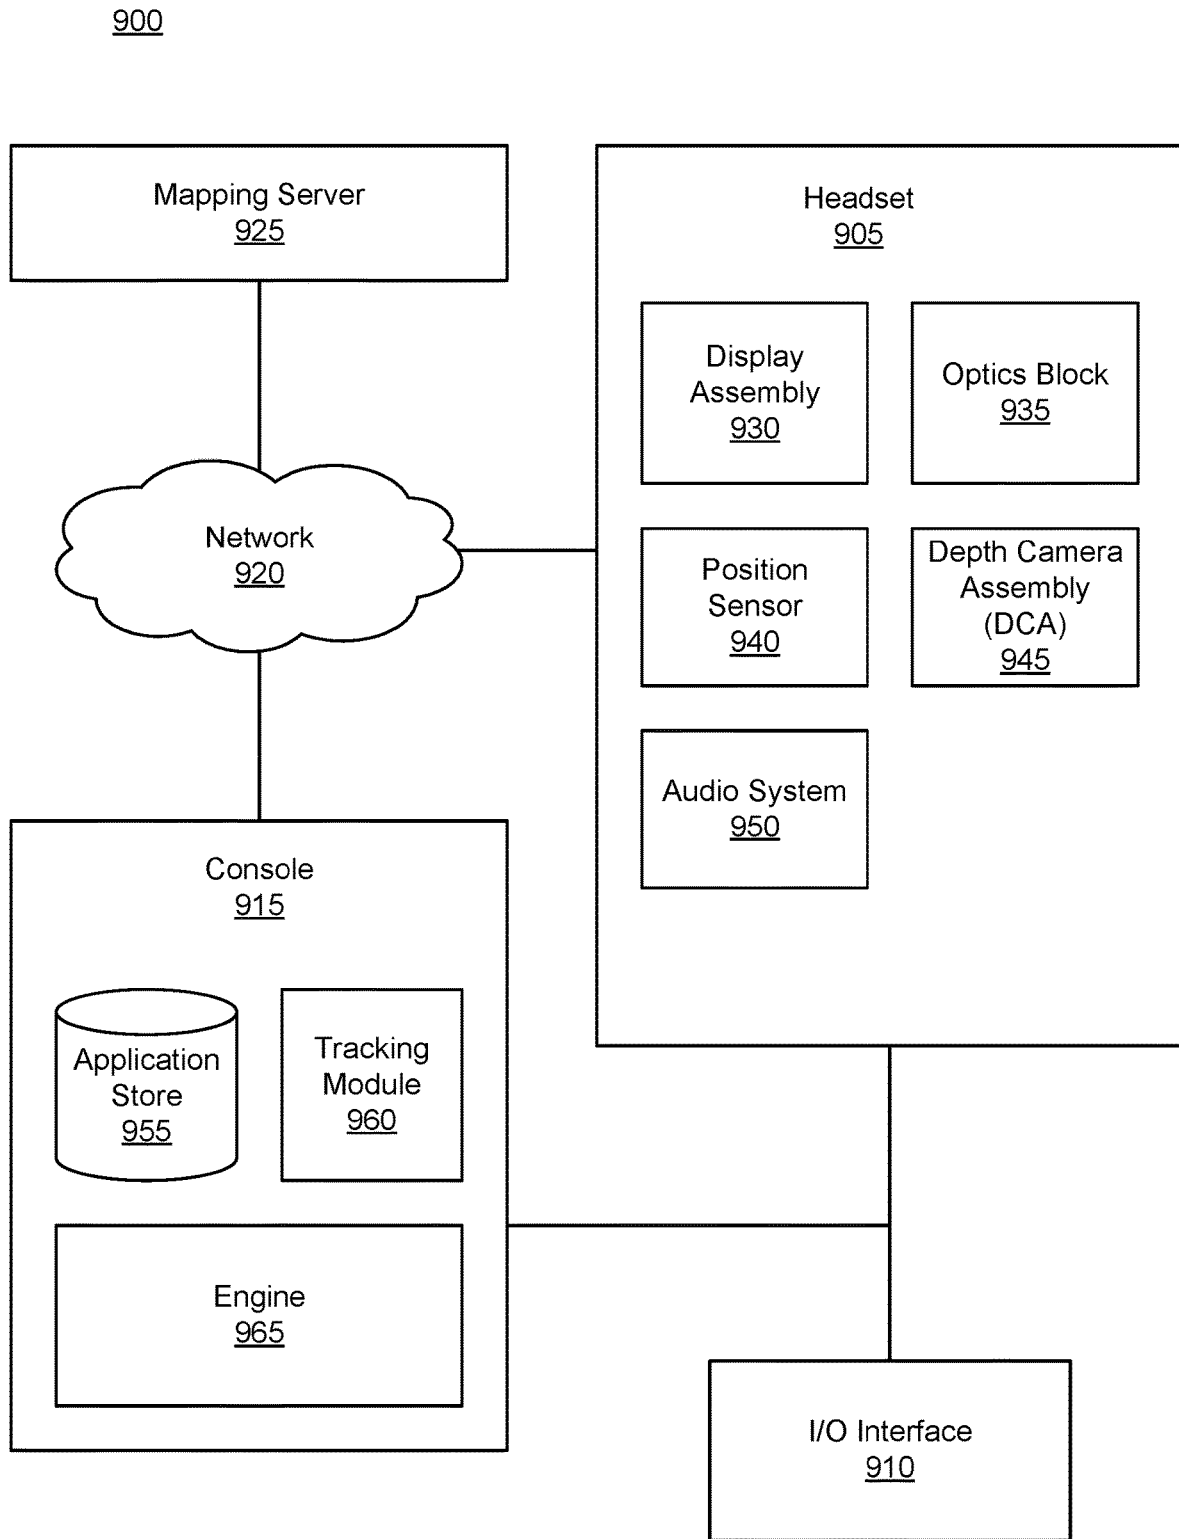 900
Mapping Server
925
Headset
905
Display
Assembly
930
Optics Block
935
Network
920
Position
Sensor
940
Depth Camera
Assembly
(DCA)
945
Audio System
950
Console
915
Application
Store
955
Tracking
Module
960
Engine
965
I/O Interface
910